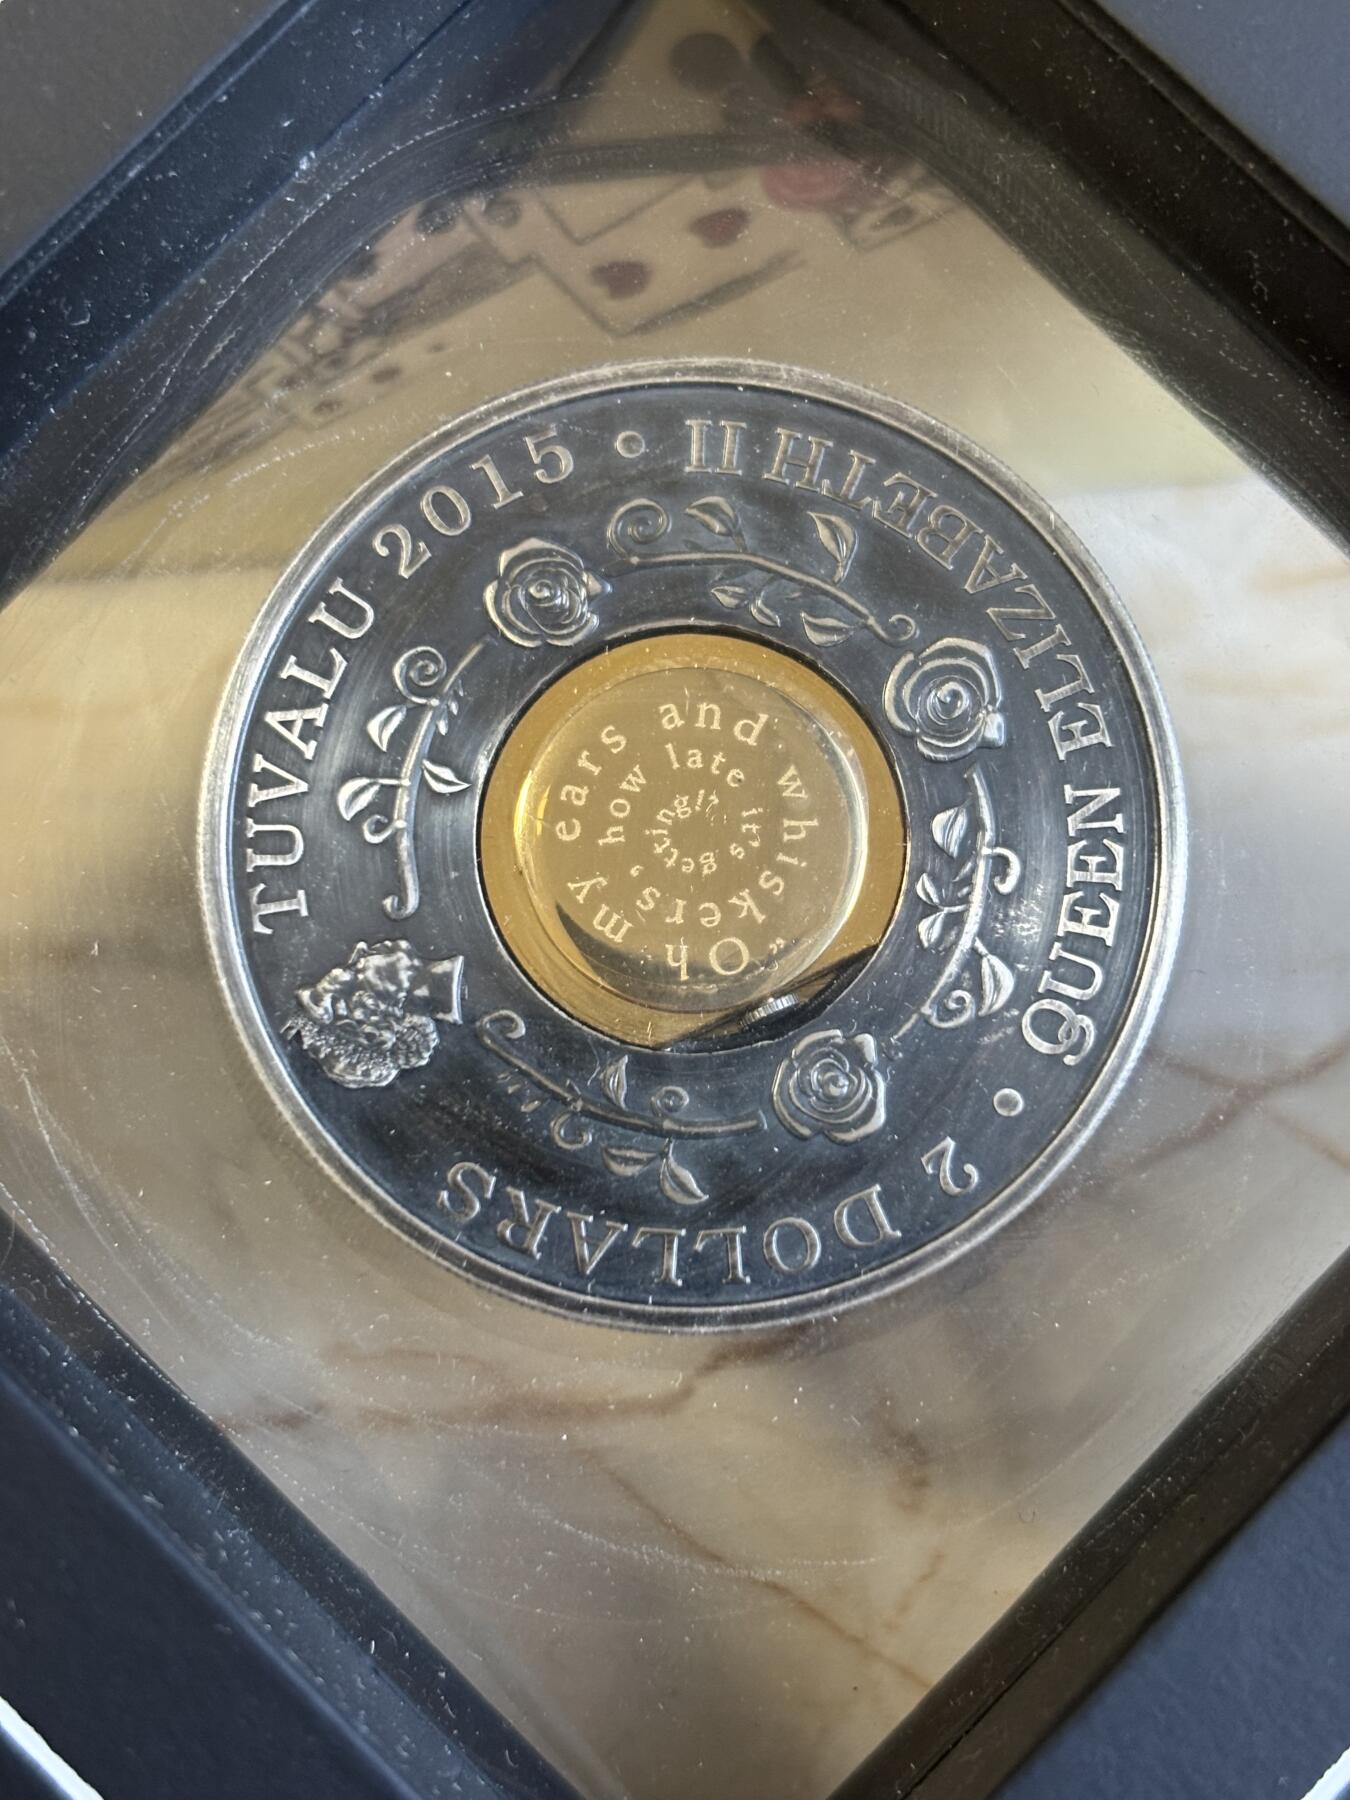 QUEEN ELIZABETH II • TUVALU 2015
• 2 DOLLARS
"Oh my ears and whiskers, how late it's getting!"